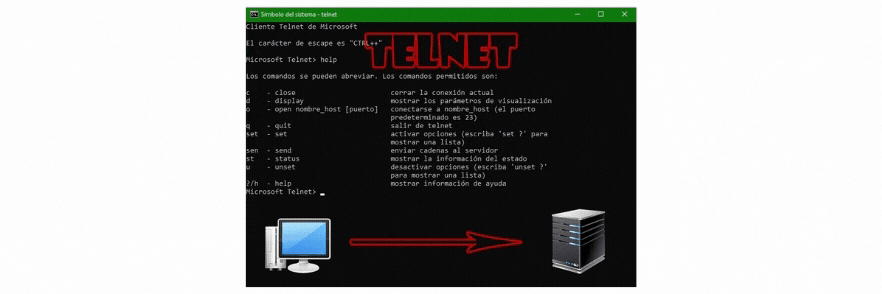 Símbolo del sistema - telnet
Cliente Telnet de Microsoft
El carácter de escape es "CTRL++"
TELNET
Microsoft Telnet> help
Los comandos se pueden abreviar. Los comandos permitidos son:
c - close cerrar la conexión actual
d - display mostrar los parámetros de visualización
o - open nombre_host [puerto] conectarse a nombre_host (el puerto
predeterminado es 23)
q - quit salir de telnet
set - set activar opciones (escriba 'set ?' para
mostrar una lista)
sen - send enviar cadenas al servidor
st - status mostrar la información del estado
u - unset desactivar opciones (escriba 'unset ?'
para mostrar una lista)
?/h - help mostrar información de ayuda
Microsoft Telnet> _